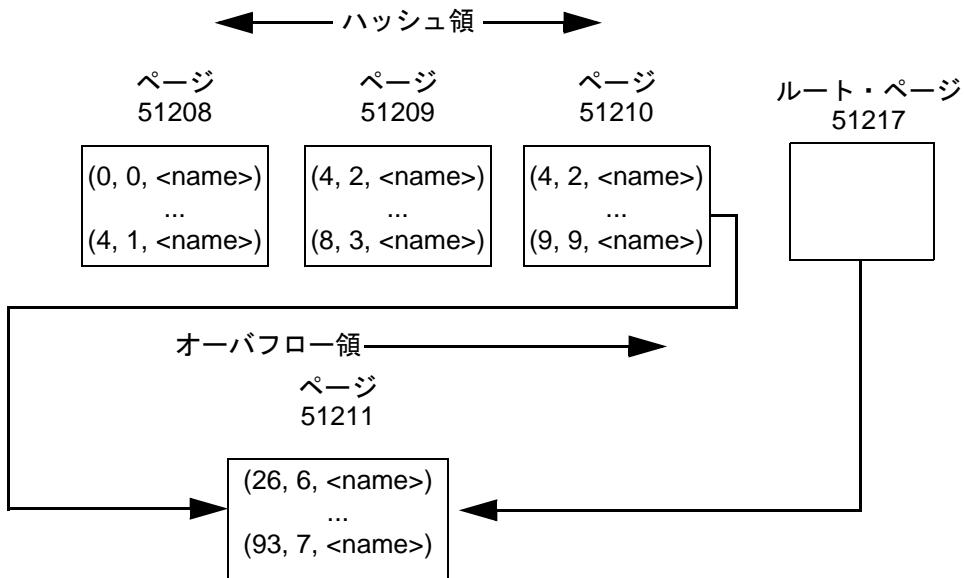 ハッシュ領
ページ
51208
ページ
51209
ページ
51210
ルート・ページ
51217
(0, 0, <name>)
...
(4, 1, <name>)
(4, 2, <name>)
...
(8, 3, <name>)
(4, 2, <name>)
...
(9, 9, <name>)
オーバフロー領
ページ
51211
(26, 6, <name>)
...
(93, 7, <name>)